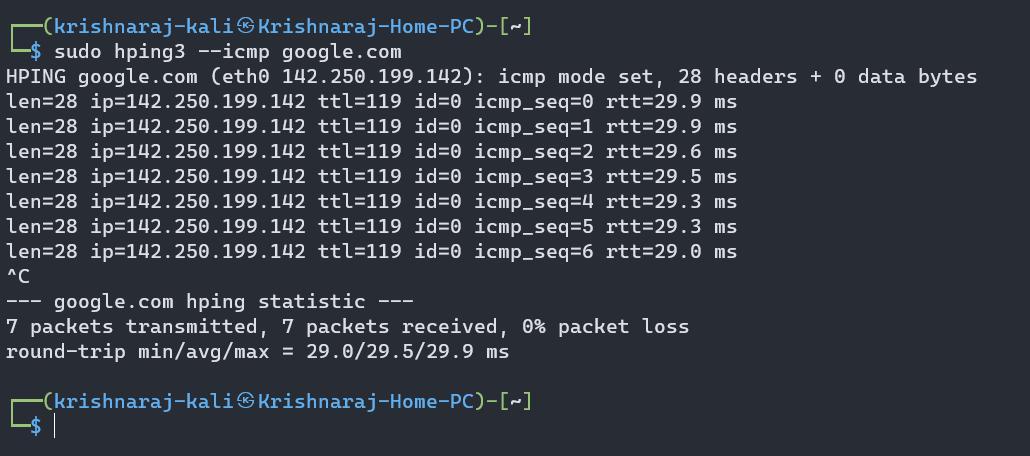 ┌──(krishnaraj-kali㉿Krishnaraj-Home-PC)-[~]
└─$ sudo hping3 --icmp google.com
HPING google.com (eth0 142.250.199.142): icmp mode set, 28 headers + 0 data bytes
len=28 ip=142.250.199.142 ttl=119 id=0 icmp_seq=0 rtt=29.9 ms
len=28 ip=142.250.199.142 ttl=119 id=0 icmp_seq=1 rtt=29.9 ms
len=28 ip=142.250.199.142 ttl=119 id=0 icmp_seq=2 rtt=29.6 ms
len=28 ip=142.250.199.142 ttl=119 id=0 icmp_seq=3 rtt=29.5 ms
len=28 ip=142.250.199.142 ttl=119 id=0 icmp_seq=4 rtt=29.3 ms
len=28 ip=142.250.199.142 ttl=119 id=0 icmp_seq=5 rtt=29.3 ms
len=28 ip=142.250.199.142 ttl=119 id=0 icmp_seq=6 rtt=29.0 ms
^C
--- google.com hping statistic ---
7 packets transmitted, 7 packets received, 0% packet loss
round-trip min/avg/max = 29.0/29.5/29.9 ms
┌──(krishnaraj-kali㉿Krishnaraj-Home-PC)-[~]
└─$